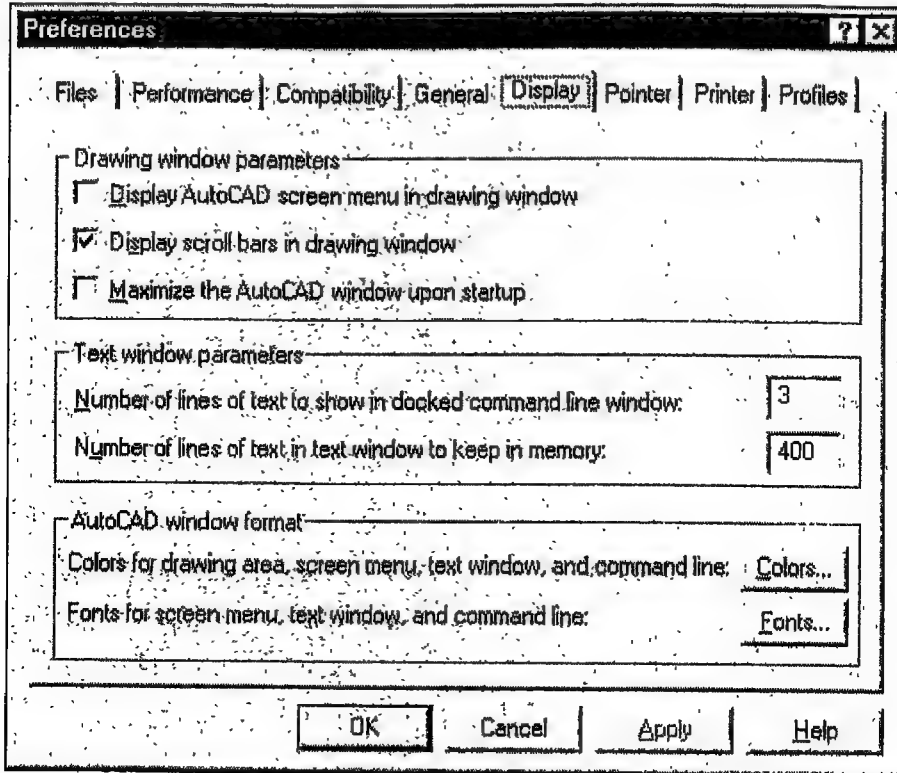 Preferences
Files Performance Compatibility General Display Pointer Printer Profiles
Drawing window parameters
Display AutoCAD screen menu in drawing window
Display scroll bars in drawing window
Maximize the AutoCAD window upon startup
Text window parameters
Number of lines of text to show in docked command line window: 3
Number of lines of text in text window to keep in memory: 400
AutoCAD window format
Colors for drawing area, screen menu, text window, and command line: Colors...
Fonts for screen menu, text window, and command line: Fonts...
OK Cancel Apply Help